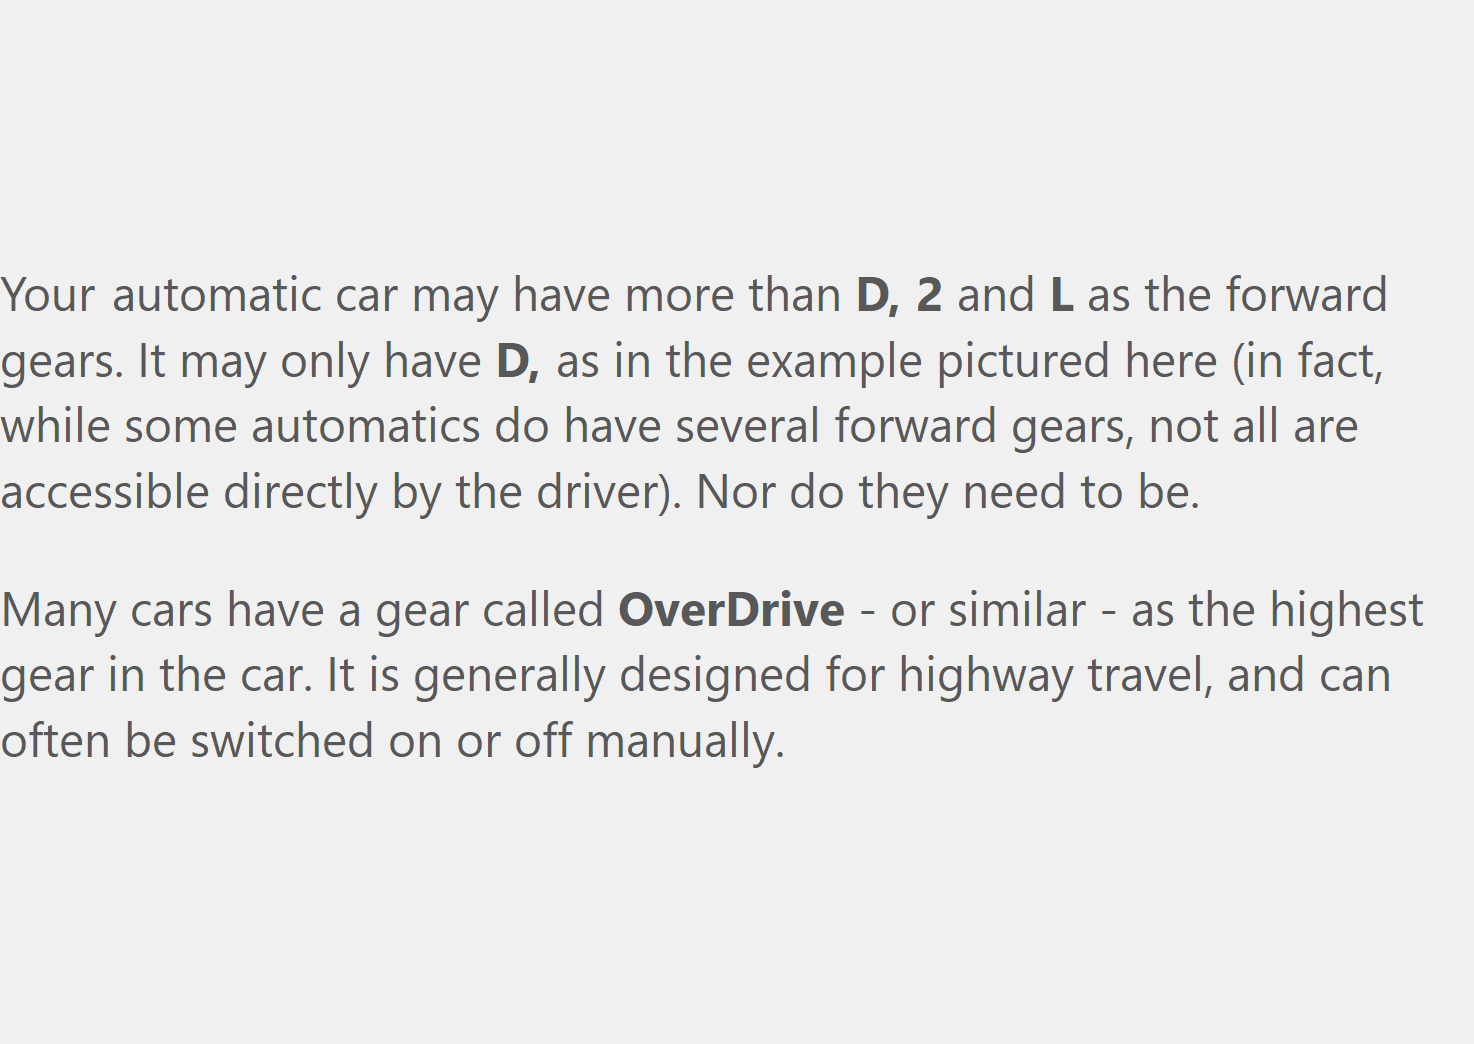 Your automatic car may have more than D, 2 and L as the forward
gears. It may only have D, as in the example pictured here (in fact,
while some automatics do have several forward gears, not all are
accessible directly by the driver). Nor do they need to be.
Many cars have a gear called OverDrive - or similar - as the highest
gear in the car. It is generally designed for highway travel, and can
often be switched on or off manually.